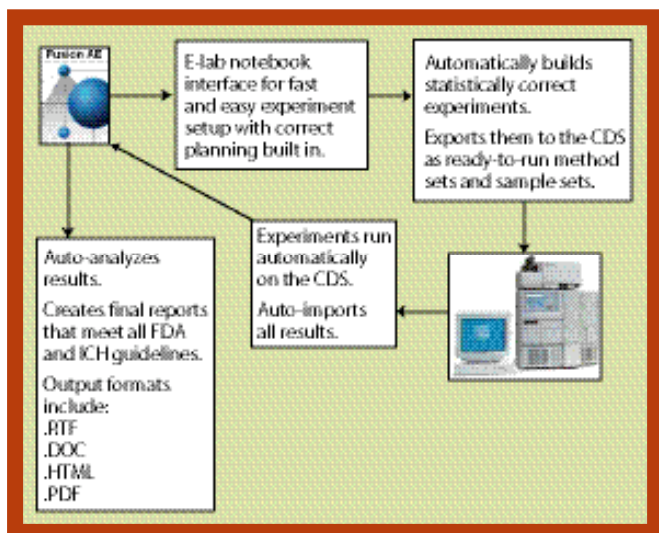 Fusion AE
E-lab notebook
interface for fast
and easy experiment
setup with correct
planning built in.
Automatically builds
statistically correct
experiments.
Exports them to the CDS
as ready-to-run method
sets and sample sets.
Experiments run
automatically
on the CDS.
Auto-imports
all results.
Auto-analyzes
results.
Creates final reports
that meet all FDA
and ICH guidelines.
Output formats
include:
.RTF
.DOC
.HTML
.PDF